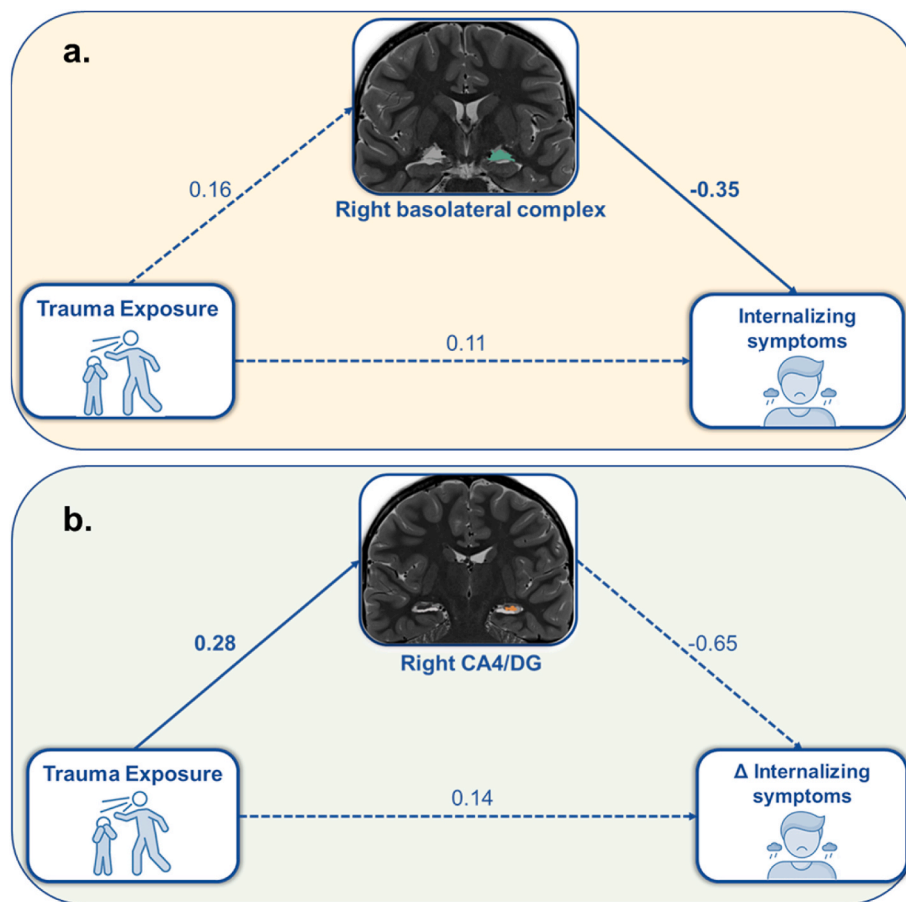 a.
0.16
Right basolateral complex
-0.35
Trauma Exposure
0.11
Internalizing
symptoms
b.
0.28
Right CA4/DG
-0.65
Trauma Exposure
0.14
Δ Internalizing
symptoms